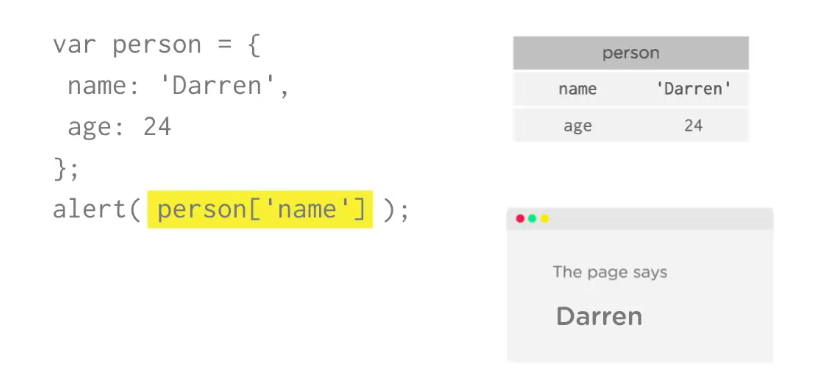 var person = {
name: 'Darren',
age: 24
};
alert( person['name'] );
person
name 'Darren'
age 24
The page says
Darren